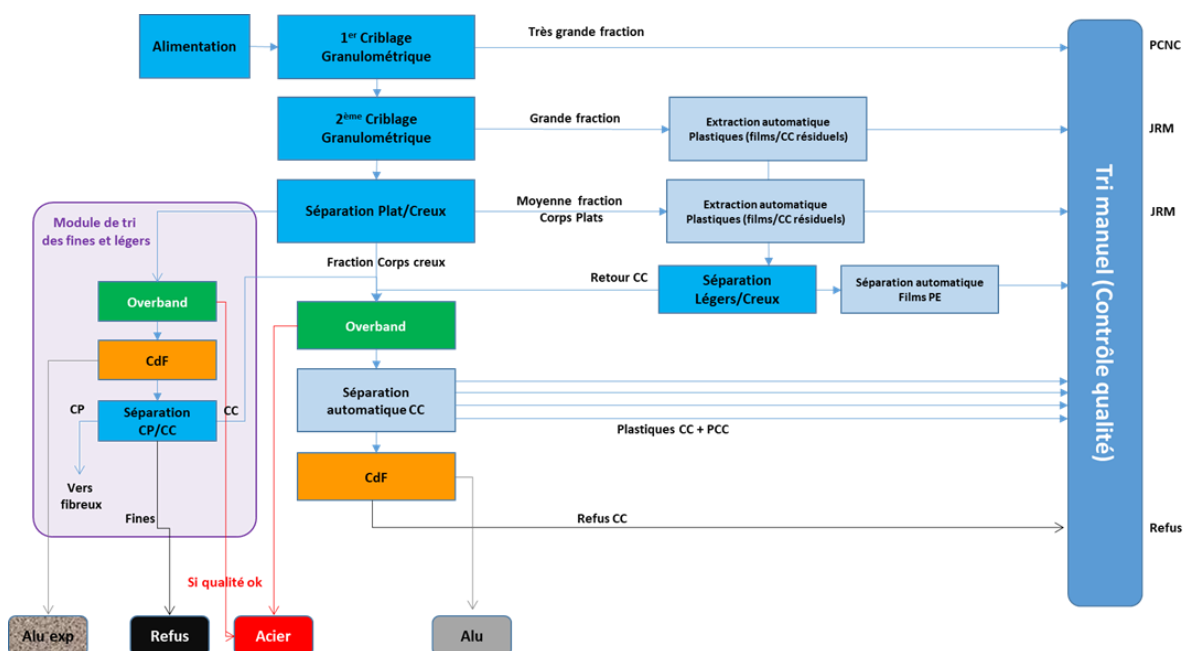 Alimentation
1er Criblage
Granulométrique
Très grande fraction
PCNC
2ème Criblage
Granulométrique
Grande fraction
Extraction automatique
Plastiques (films/CC résiduels)
JRM
Module de tri
des fines et légers
Séparation Plat/Creux
Moyenne fraction
Corps Plats
Extraction automatique
Plastiques (films/CC résiduels)
JRM
Fraction Corps creux
Retour CC
Séparation
Légers/Creux
Séparation automatique
Films PE
Overband
Overband
CdF
Séparation
automatique CC
CP
Séparation
CP/CC
CC
Plastiques CC + PCC
Vers
fibreux
CdF
Fines
Refus CC
Refus
Tri manuel (Contrôle qualité)
Si qualité ok
Alu exp
Refus
Acier
Alu